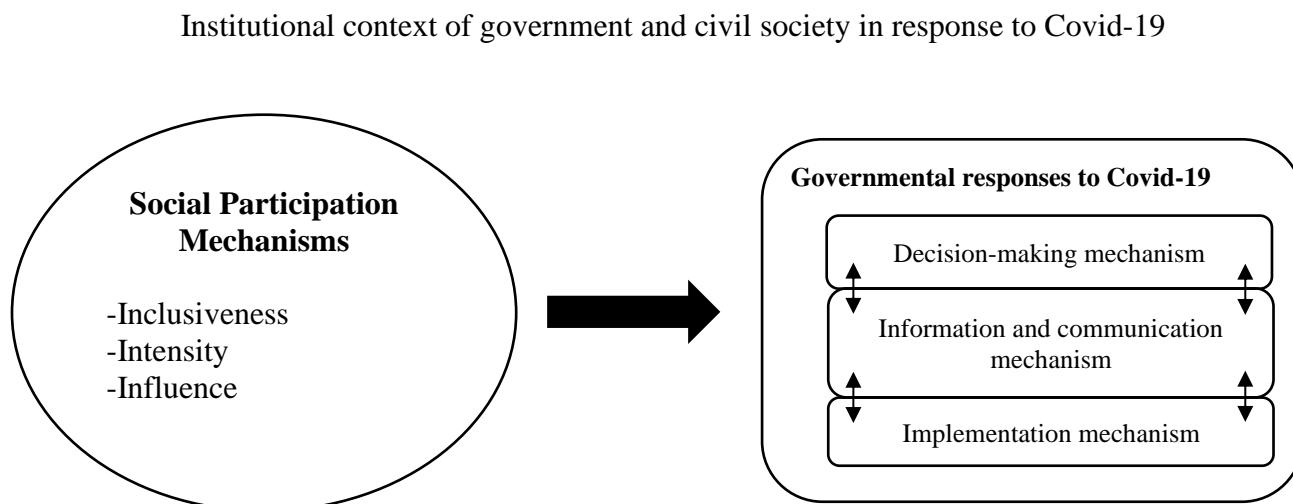 Institutional context of government and civil society in response to Covid-19
Social Participation
Mechanisms
-Inclusiveness
-Intensity
-Influence
Governmental responses to Covid-19
Decision-making mechanism
Information and communication
mechanism
Implementation mechanism